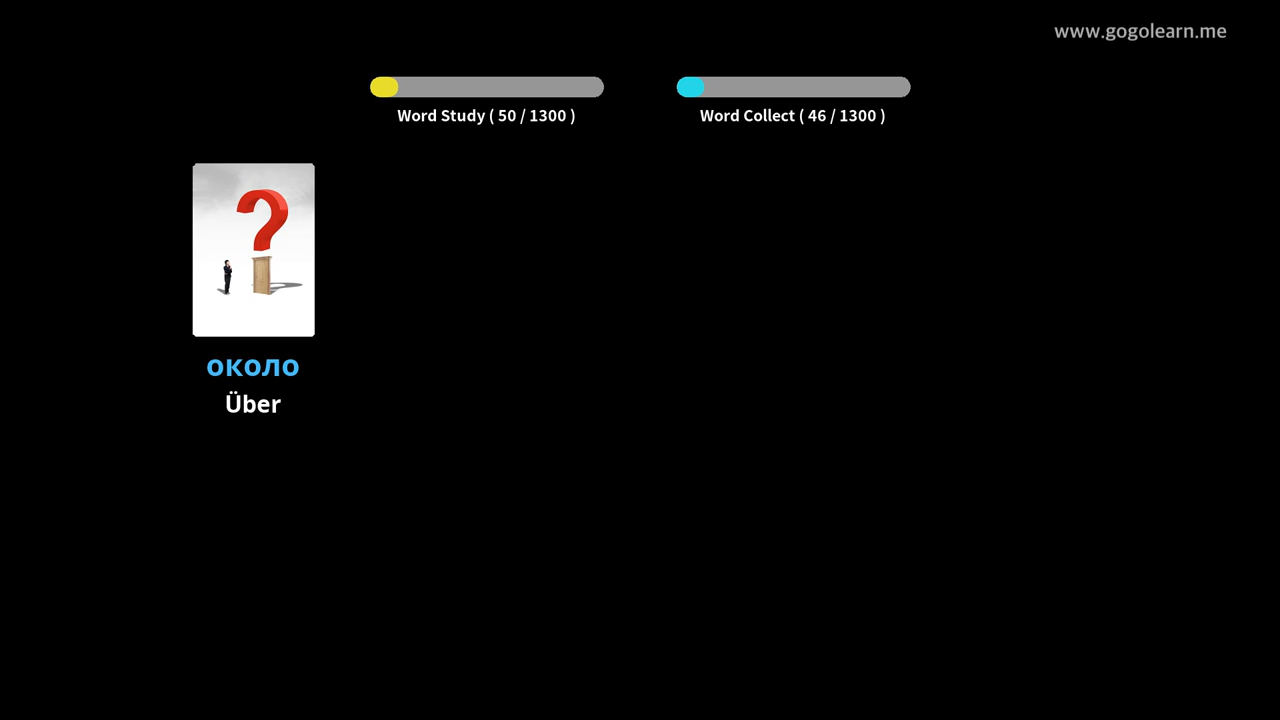 www.gogolearn.me
Word Study ( 50 / 1300 )
Word Collect ( 46 / 1300 )
?
около
Über